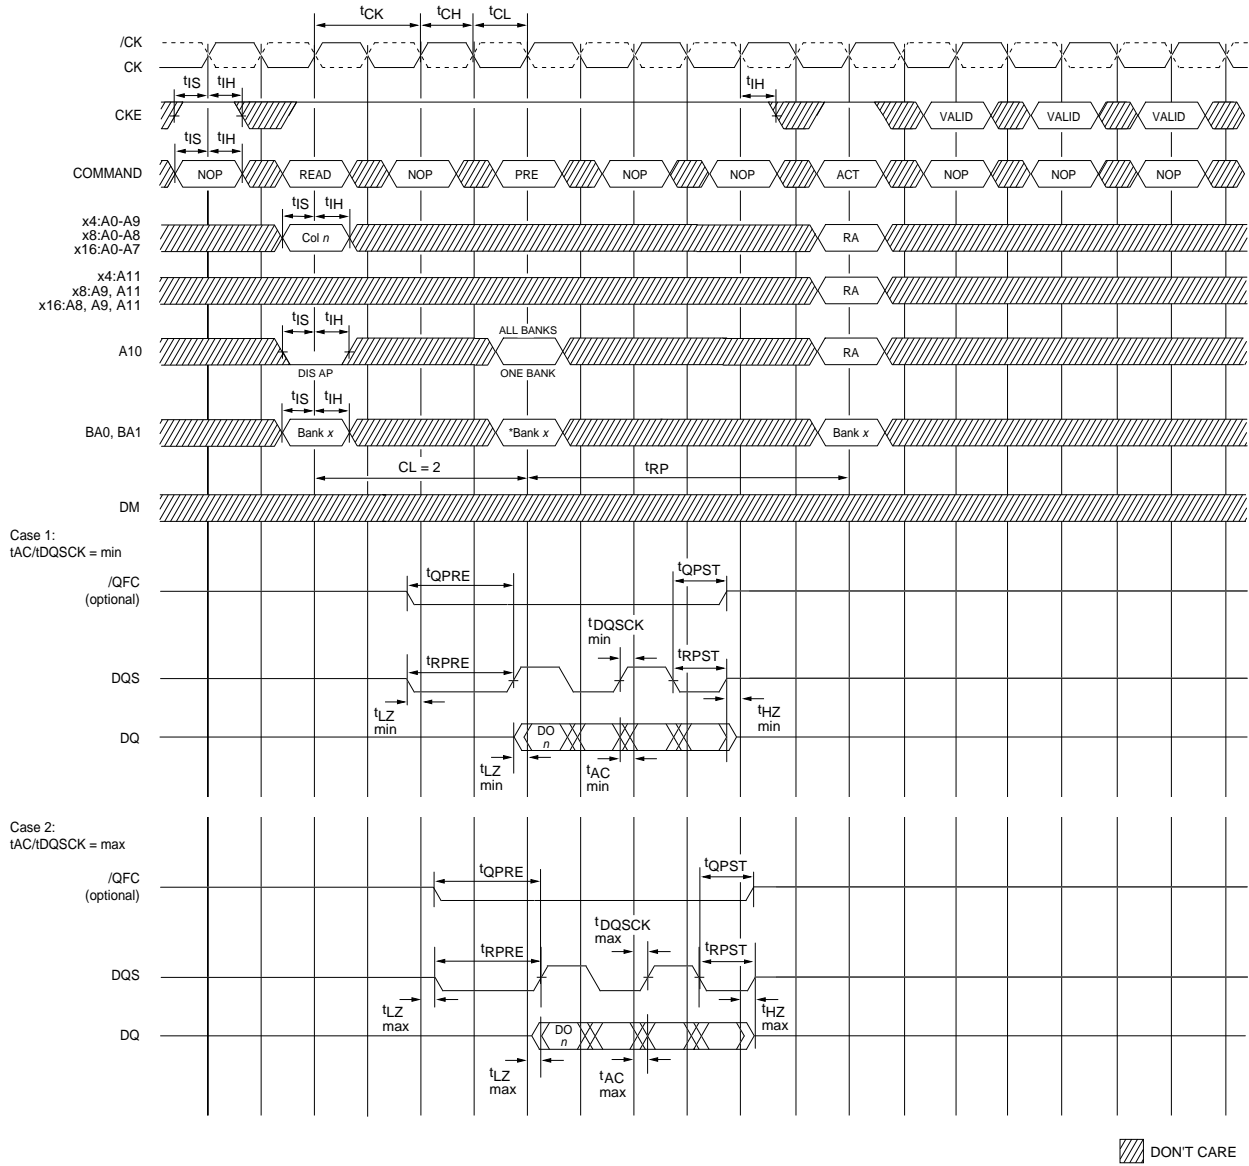 tCK tCH tCL
/CK
CK
tIS tIH tIH
CKE VALID VALID VALID
tIS tIH
COMMAND NOP READ NOP PRE NOP NOP ACT NOP NOP NOP
tIS tIH
x4:A0-A9
x8:A0-A8
x16:A0-A7
Col n RA
x4:A11
x8:A9, A11
x16:A8, A9, A11
RA
tIS tIH ALL BANKS
A10 RA
DIS AP ONE BANK
tIS tIH
BA0, BA1 Bank x *Bank x Bank x
CL = 2 tRP
DM
Case 1:
tAC/tDQSCK = min
tQPRE tQPST
/QFC
(optional)
tDQSCK
min
tRPRE tRPST
DQS
tLZ
min
tHZ
min
DQ DO
n
tLZ
min
tAC
min
Case 2:
tAC/tDQSCK = max
tQPRE tQPST
/QFC
(optional)
tDQSCK
max
tRPRE tRPST
DQS
tLZ
max
tHZ
max
DQ DO
n
tLZ
max
tAC
max
DON'T CARE